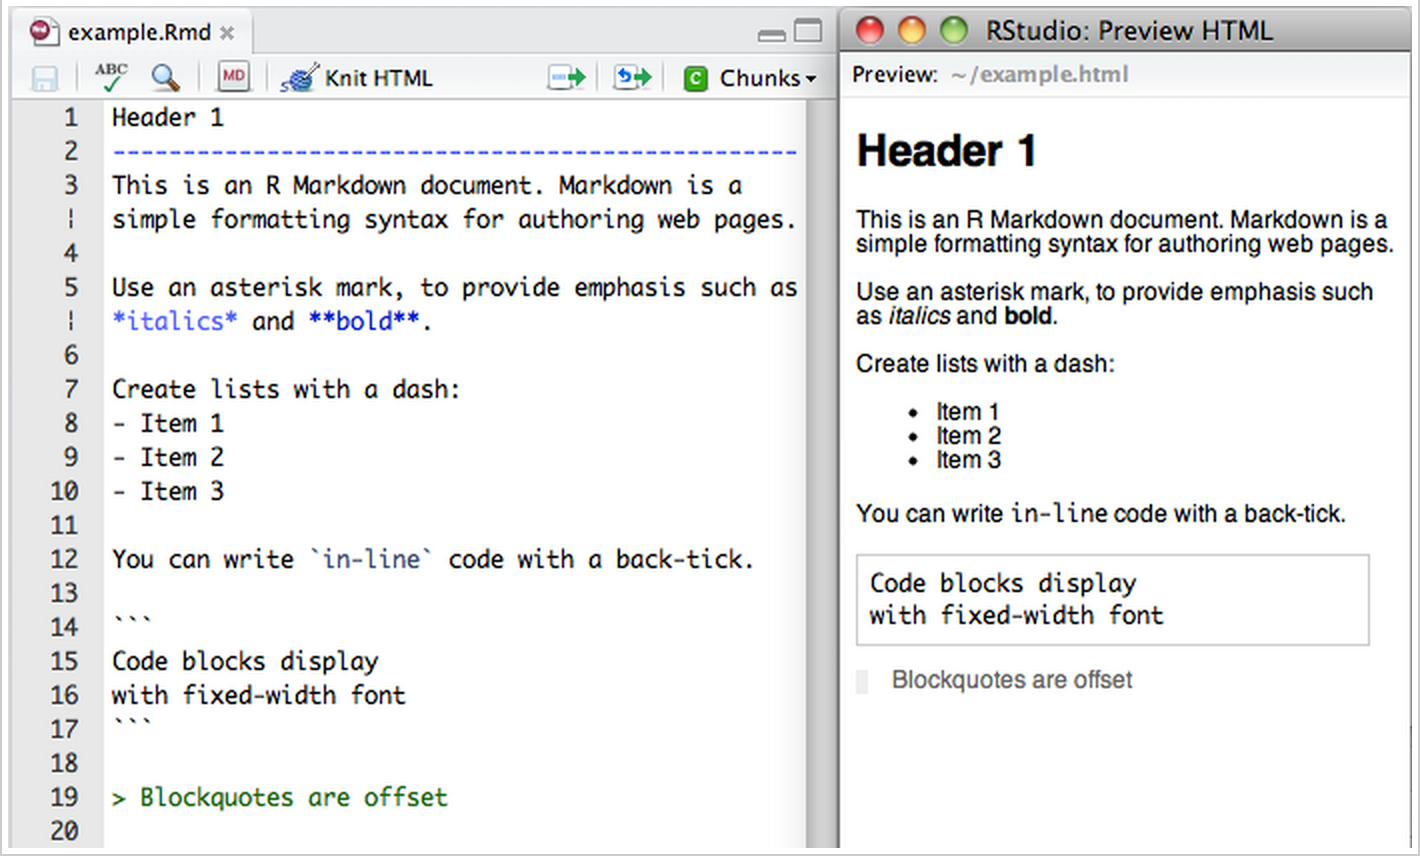 example.Rmd
ABC
MD
Knit HTML
C Chunks
1 Header 1
2 -------------------------------------------------
3 This is an R Markdown document. Markdown is a
¦ simple formatting syntax for authoring web pages.
4
5 Use an asterisk mark, to provide emphasis such as
¦ *italics* and **bold**.
6
7 Create lists with a dash:
8 - Item 1
9 - Item 2
10 - Item 3
11
12 You can write `in-line` code with a back-tick.
13
14 ```
15 Code blocks display
16 with fixed-width font
17 ```
18
19 > Blockquotes are offset
20
RStudio: Preview HTML
Preview: ~/example.html
Header 1
This is an R Markdown document. Markdown is a
simple formatting syntax for authoring web pages.
Use an asterisk mark, to provide emphasis such
as italics and bold.
Create lists with a dash:
• Item 1
• Item 2
• Item 3
You can write in-line code with a back-tick.
Code blocks display
with fixed-width font
Blockquotes are offset